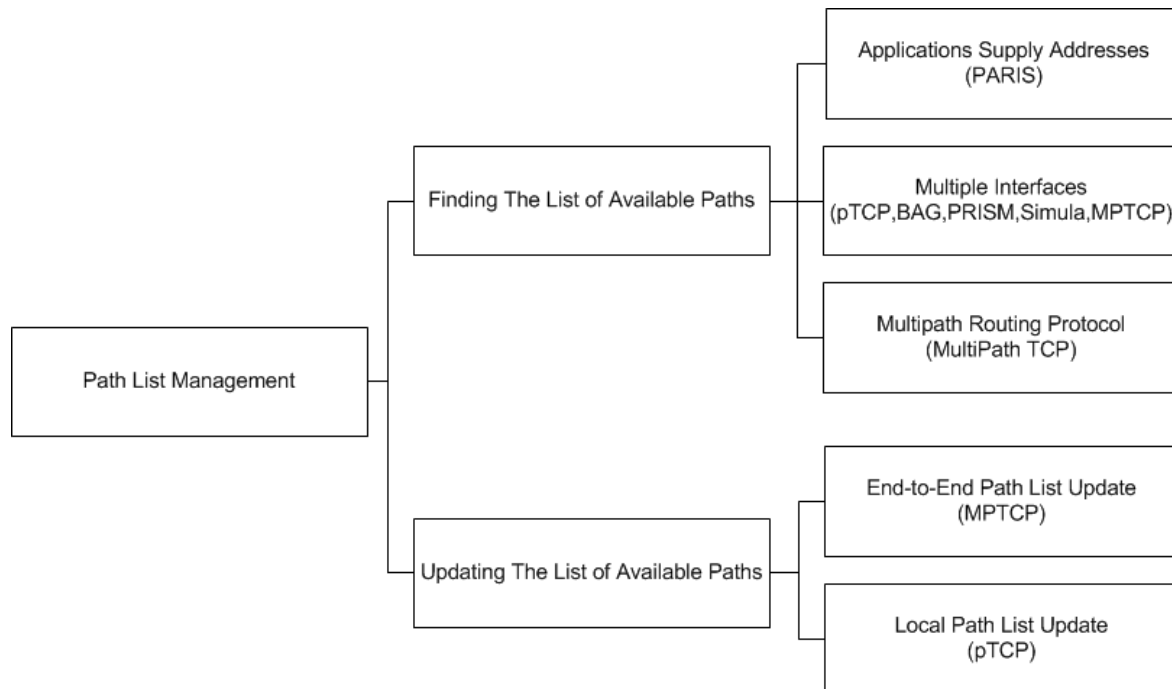 Path List Management
Finding The List of Available Paths
Updating The List of Available Paths
Applications Supply Addresses
(PARIS)
Multiple Interfaces
(pTCP,BAG,PRISM,Simula,MPTCP)
Multipath Routing Protocol
(MultiPath TCP)
End-to-End Path List Update
(MPTCP)
Local Path List Update
(pTCP)